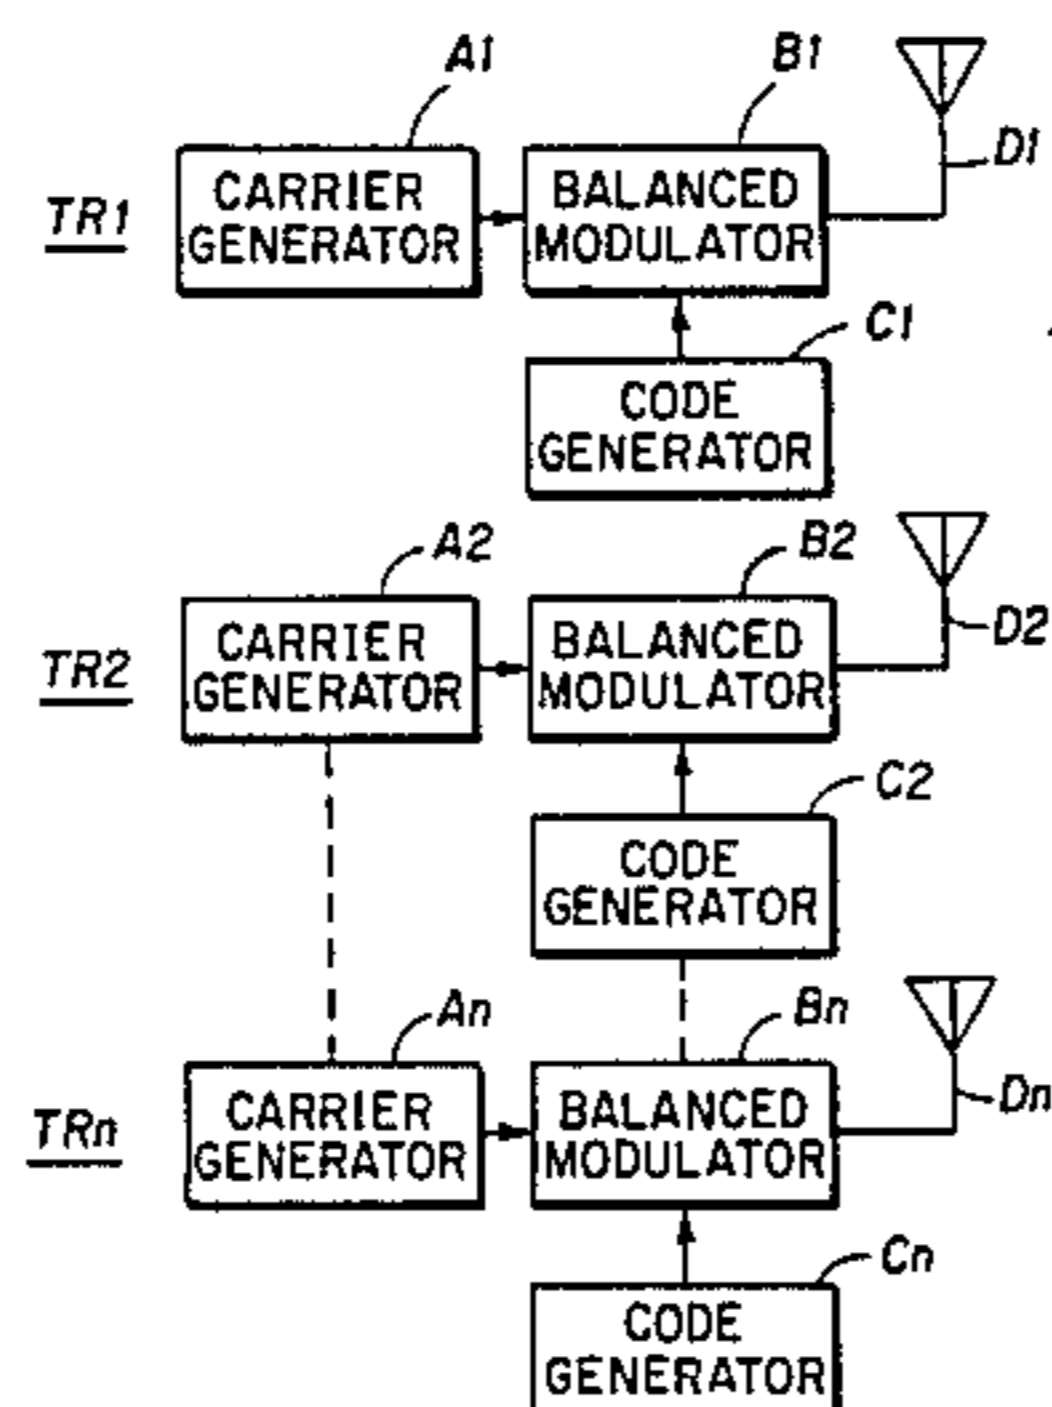 A1
B1
D1
TR1
CARRIER
GENERATOR
BALANCED
MODULATOR
C1
CODE
GENERATOR
A2
B2
D2
TR2
CARRIER
GENERATOR
BALANCED
MODULATOR
C2
CODE
GENERATOR
An
Bn
Dn
TRn
CARRIER
GENERATOR
BALANCED
MODULATOR
Cn
CODE
GENERATOR